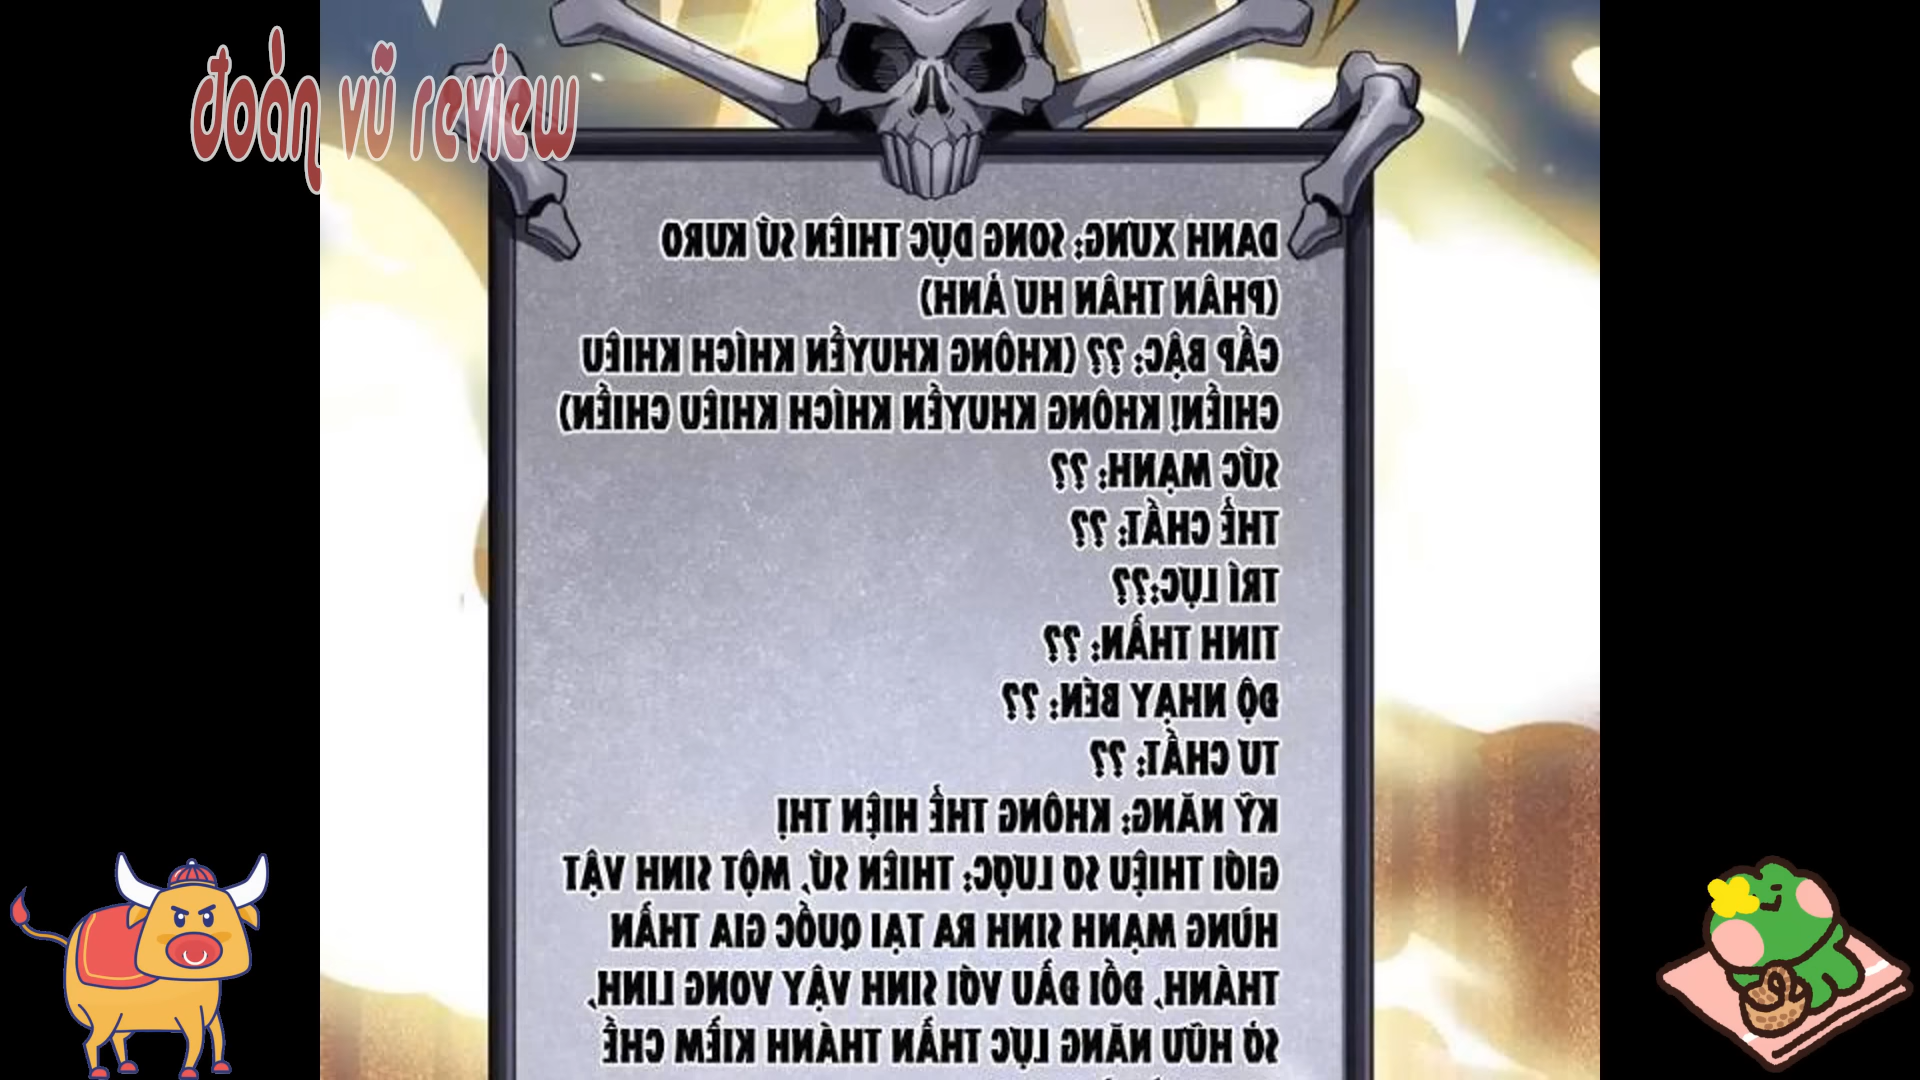 đoản vũ review
DANH XƯNG: SONG DỰC THIÊN SỨ KURO
(PHÂN THÂN HƯ ẢNH)
CẤP BẬC: ?? (KHÔNG KHUYẾN KHÍCH KHIÊU
CHIẾN! KHÔNG KHUYẾN KHÍCH KHIÊU CHIẾN)
SỨC MẠNH: ??
THỂ CHẤT: ??
TRÍ LỰC:??
TINH THẦN: ??
ĐỘ NHẠY BÉN: ??
TƯ CHẤT: ??
KỸ NĂNG: KHÔNG THỂ HIỆN THỊ
GIỚI THIỆU SƠ LƯỢC: THIÊN SỨ, MỘT SINH VẬT
HÙNG MẠNH SINH RA TẠI QUỐC GIA THẦN
THÁNH, ĐỐI ĐẦU VỚI SINH VẬY VONG LINH,
SỞ HỮU NĂNG LỰC THẦN THÁNH KIỀM CHẾ